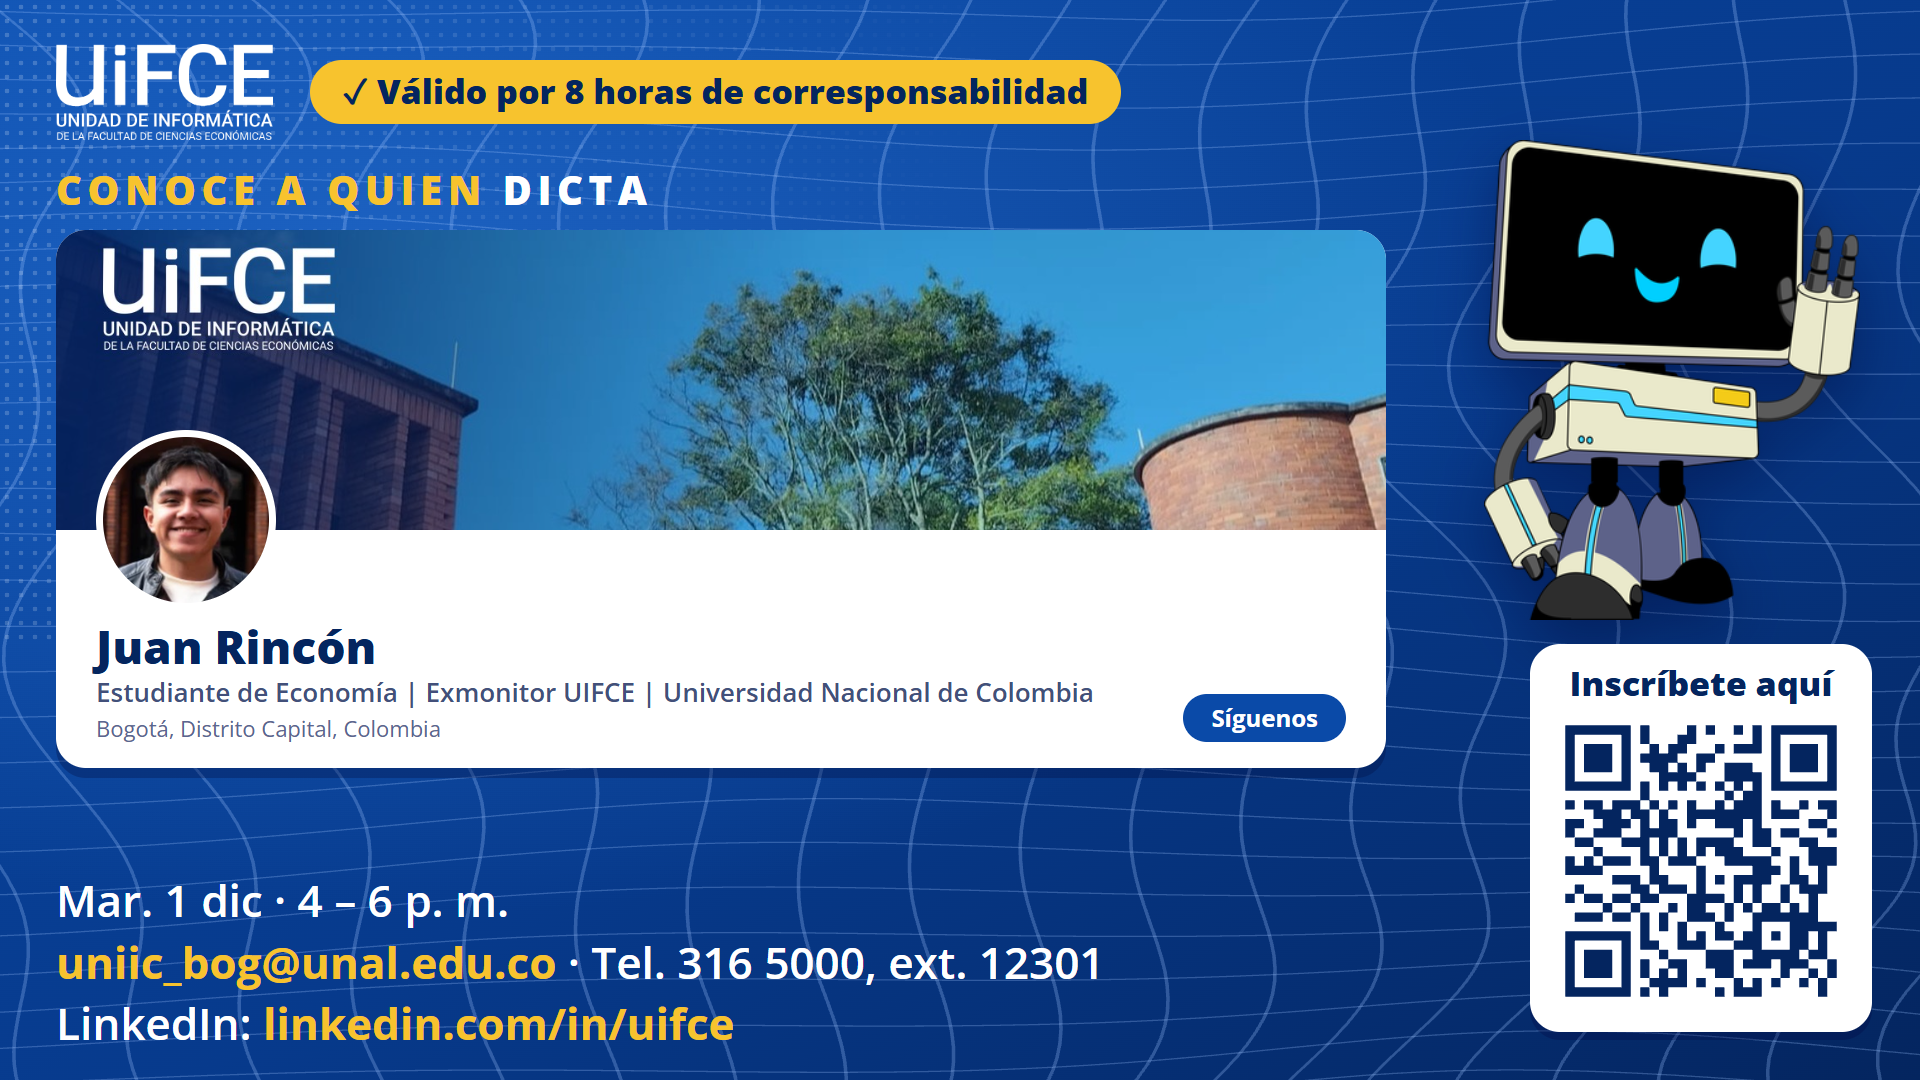 UiFCE
UNIDAD DE INFORMÁTICA
DE LA FACULTAD DE CIENCIAS ECONÓMICAS
✓ Válido por 8 horas de corresponsabilidad
CONOCE A QUIEN DICTA
UiFCE
UNIDAD DE INFORMÁTICA
DE LA FACULTAD DE CIENCIAS ECONÓMICAS
Juan Rincón
Estudiante de Economía | Exmonitor UIFCE | Universidad Nacional de Colombia
Bogotá, Distrito Capital, Colombia
Síguenos
Inscríbete aquí
Mar. 1 dic · 4 – 6 p. m.
uniic_bog@unal.edu.co · Tel. 316 5000, ext. 12301
LinkedIn: linkedin.com/in/uifce